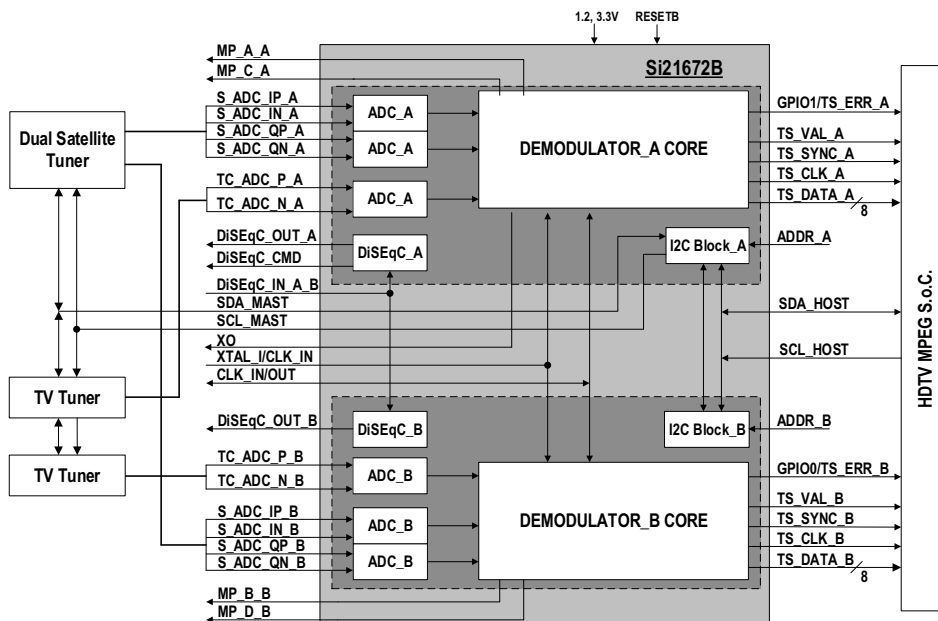 1.2, 3.3V
RESETB
Si21672B
MP_A_A
MP_C_A
S_ADC_IP_A
S_ADC_IN_A
S_ADC_QP_A
S_ADC_QN_A
TC_ADC_P_A
TC_ADC_N_A
DiSEqC_OUT_A
DiSEqC_CMD
DiSEqC_IN_A_B
SDA_MAST
SCL_MAST
XO
XTAL_I/CLK_IN
CLK_IN/OUT
DiSEqC_OUT_B
TC_ADC_P_B
TC_ADC_N_B
S_ADC_IP_B
S_ADC_IN_B
S_ADC_QP_B
S_ADC_QN_B
MP_B_B
MP_D_B
Dual Satellite
Tuner
TV Tuner
TV Tuner
ADC_A
ADC_A
ADC_A
DiSEqC_A
DEMODULATOR_A CORE
I2C Block_A
DiSEqC_B
I2C Block_B
ADC_B
ADC_B
ADC_B
DEMODULATOR_B CORE
GPIO1/TS_ERR_A
TS_VAL_A
TS_SYNC_A
TS_CLK_A
TS_DATA_A
8
ADDR_A
SDA_HOST
SCL_HOST
ADDR_B
GPIO0/TS_ERR_B
TS_VAL_B
TS_SYNC_B
TS_CLK_B
TS_DATA_B
8
HDTV MPEG S.o.C.